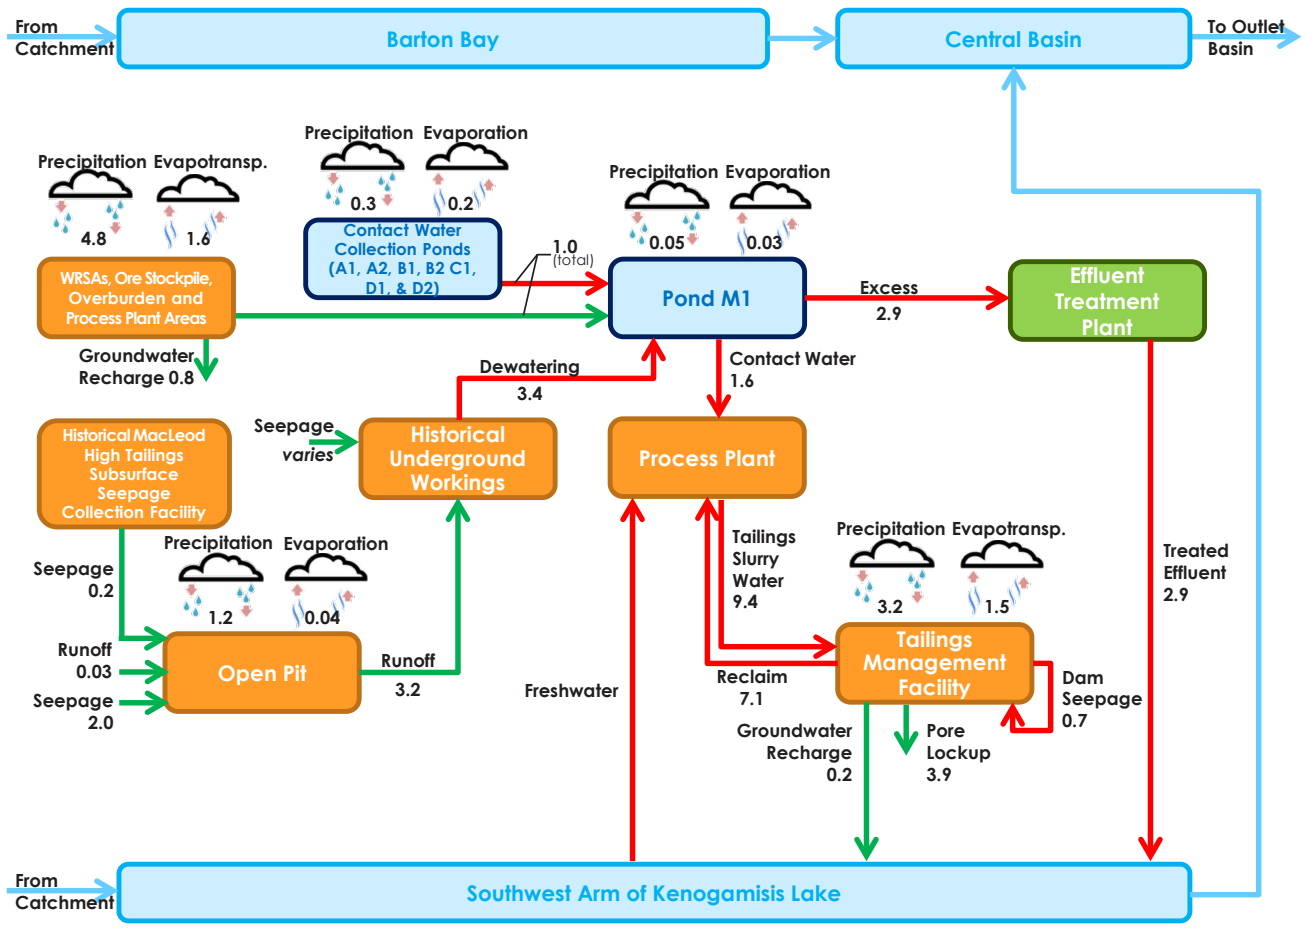 From
Catchment
Barton Bay
Central Basin
To Outlet
Basin
Precipitation Evaporation
0.3
0.2
Precipitation Evapotransp.
4.8
1.6
Precipitation Evaporation
0.05
0.03
Contact Water
Collection Ponds
(A1, A2, B1, B2 C1,
D1, & D2)
1.0
(total)
WRSAs, Ore Stockpile,
Overburden and
Process Plant Areas
Pond M1
Excess
2.9
Effluent
Treatment
Plant
Groundwater
Recharge 0.8
Dewatering
3.4
Contact Water
1.6
Historical MacLeod
High Tailings
Subsurface
Seepage
Collection Facility
Seepage
varies
Historical
Underground
Workings
Process Plant
Precipitation Evaporation
1.2
0.04
Seepage
0.2
Runoff
0.03
Seepage
2.0
Open Pit
Runoff
3.2
Freshwater
Tailings
Slurry
Water
9.4
Precipitation Evapotransp.
3.2
1.5
Tailings
Management
Facility
Reclaim
7.1
Dam
Seepage
0.7
Groundwater
Recharge
0.2
Pore
Lockup
3.9
Treated
Effluent
2.9
From
Catchment
Southwest Arm of Kenogamisis Lake